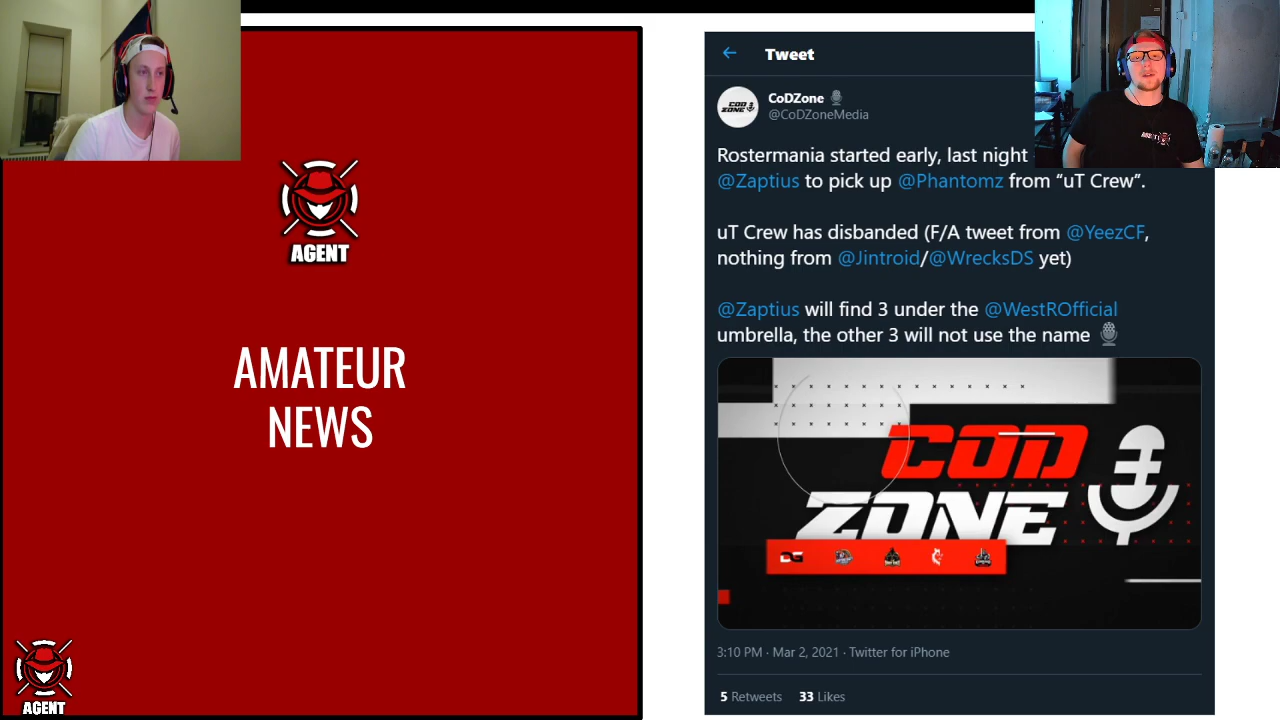 AGENT
AMATEUR
NEWS
AGENT
Tweet
CoDZone
@CoDZoneMedia
Rostermania started early, last night
@Zaptius to pick up @Phantomz from “uT Crew”.
uT Crew has disbanded (F/A tweet from @YeezCF,
nothing from @Jintroid/@WrecksDS yet)
@Zaptius will find 3 under the @WestROfficial
umbrella, the other 3 will not use the name
COD
ZONE
3:10 PM · Mar 2, 2021 · Twitter for iPhone
5 Retweets 33 Likes